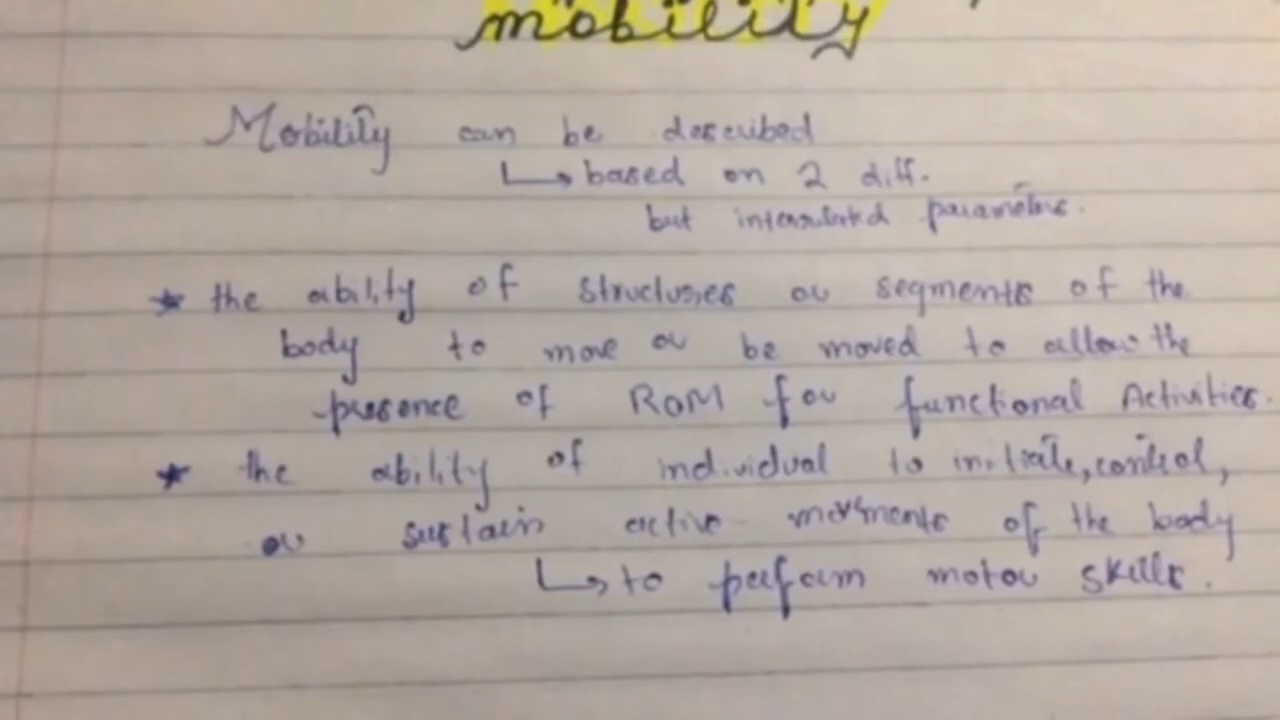 mobility
Mobility can be described
↳ based on 2 diff.
but interrelated parameters.
★ the ability of structures or segments of the
body to move or be moved to allow the
presence of ROM for functional Activities.
★ the ability of individual to initiate, control,
or sustain active movments of the body
↳ to perform motor skills.